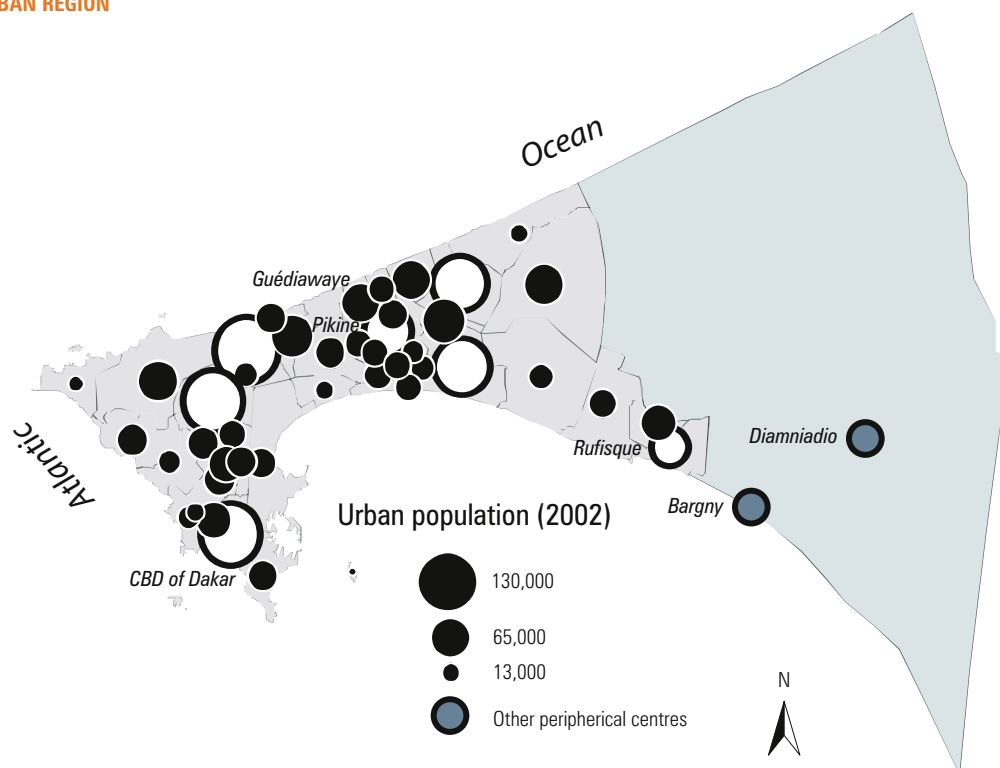 BAN REGION
Ocean
Guédiawaye
Pikine
Atlantic
Rufisque
Diamniadio
Bargny
CBD of Dakar
Urban population (2002)
130,000
65,000
13,000
Other peripherical centres
N